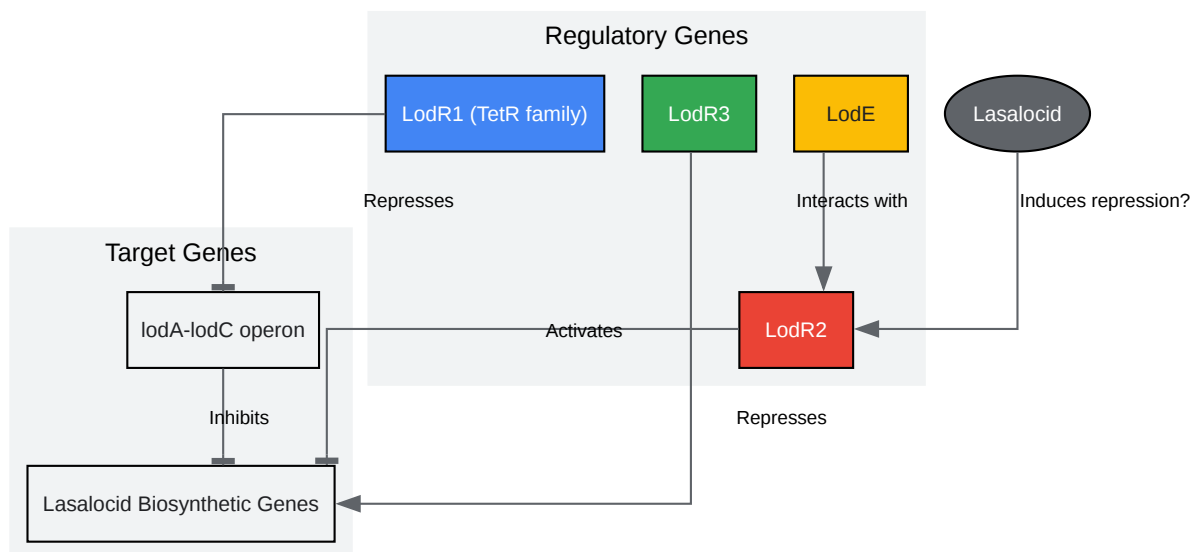 Regulatory Genes
LodR1 (TetR family)
LodR3
LodE
Lasalocid
Represses
Interacts with
Induces repression?
Target Genes
lodA-lodC operon
Activates
LodR2
Inhibits
Represses
Lasalocid Biosynthetic Genes